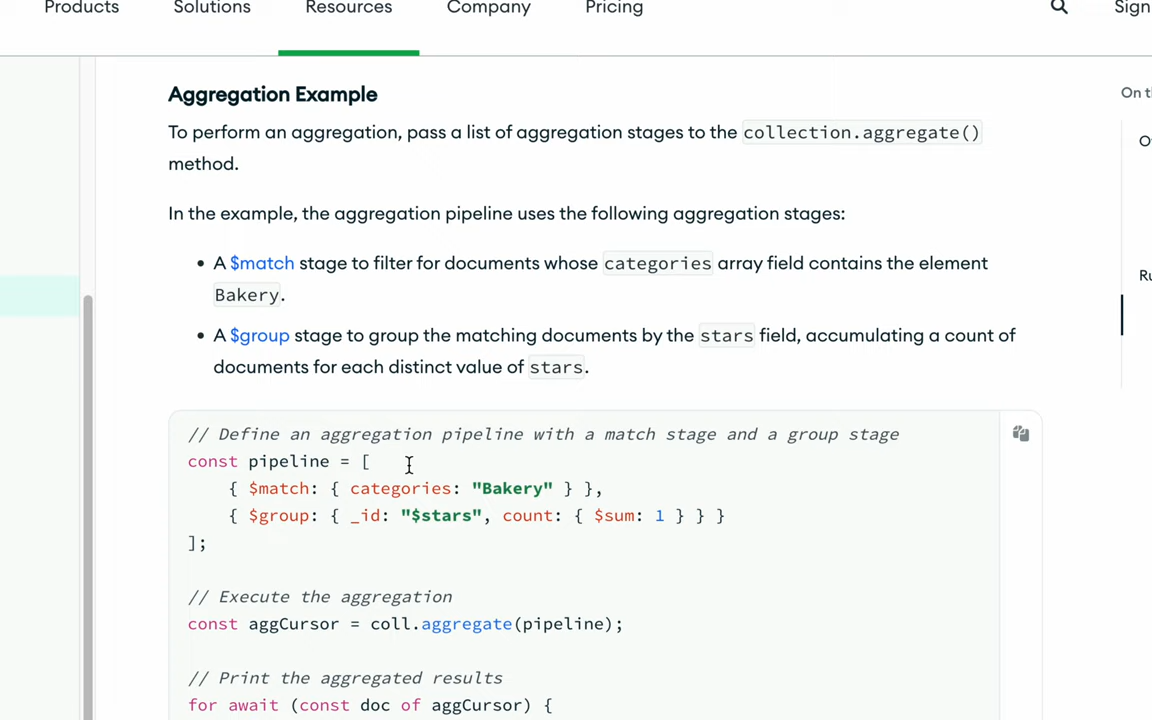 Products Solutions Resources Company Pricing Sign
Aggregation Example
On t
To perform an aggregation, pass a list of aggregation stages to the collection.aggregate()
method.
In the example, the aggregation pipeline uses the following aggregation stages:
• A $match stage to filter for documents whose categories array field contains the element
Bakery.
• A $group stage to group the matching documents by the stars field, accumulating a count of
documents for each distinct value of stars.
// Define an aggregation pipeline with a match stage and a group stage
const pipeline = [
{ $match: { categories: "Bakery" } },
{ $group: { _id: "$stars", count: { $sum: 1 } } }
];
// Execute the aggregation
const aggCursor = coll.aggregate(pipeline);
// Print the aggregated results
for await (const doc of aggCursor) {